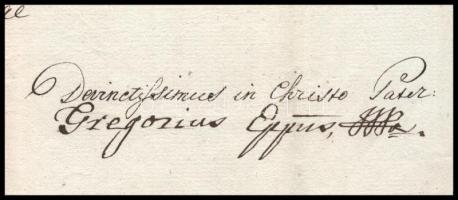 Devinctissimus in Christo Pater:
Gregorius Eppus,